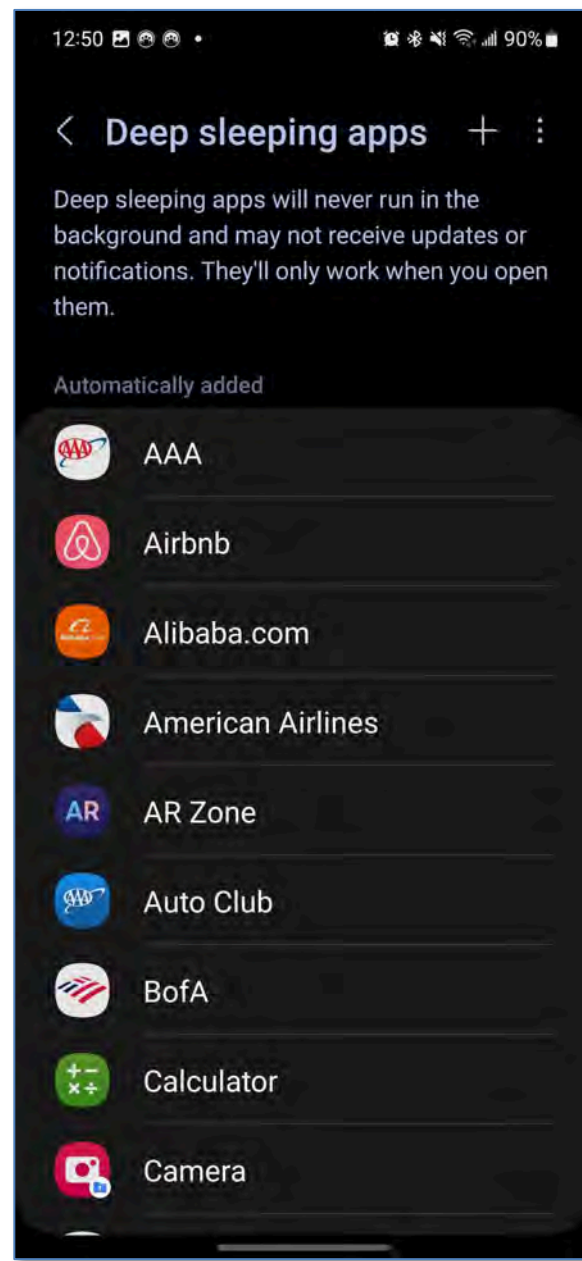 12:50 90%
Deep sleeping apps
Deep sleeping apps will never run in the
background and may not receive updates or
notifications. They'll only work when you open
them.
Automatically added
AAA
Airbnb
Alibaba.com
American Airlines
AR AR Zone
Auto Club
BofA
Calculator
Camera